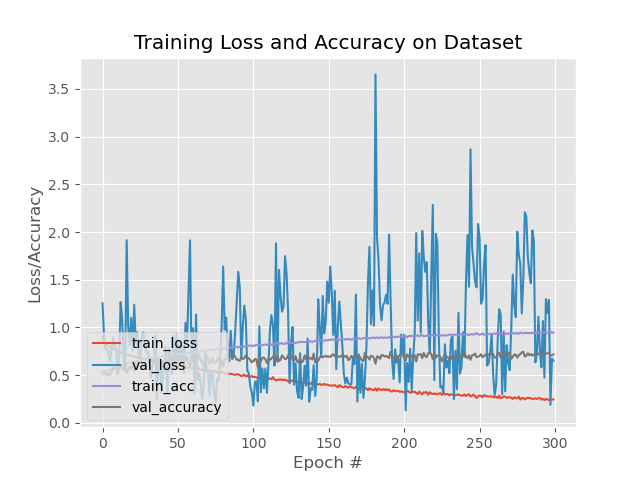 Training Loss and Accuracy on Dataset
Loss/Accuracy
3.5
3.0
2.5
2.0
1.5
1.0
0.5
0.0
train_loss
val_loss
train_acc
val_accuracy
0 50 100 150 200 250 300
Epoch #